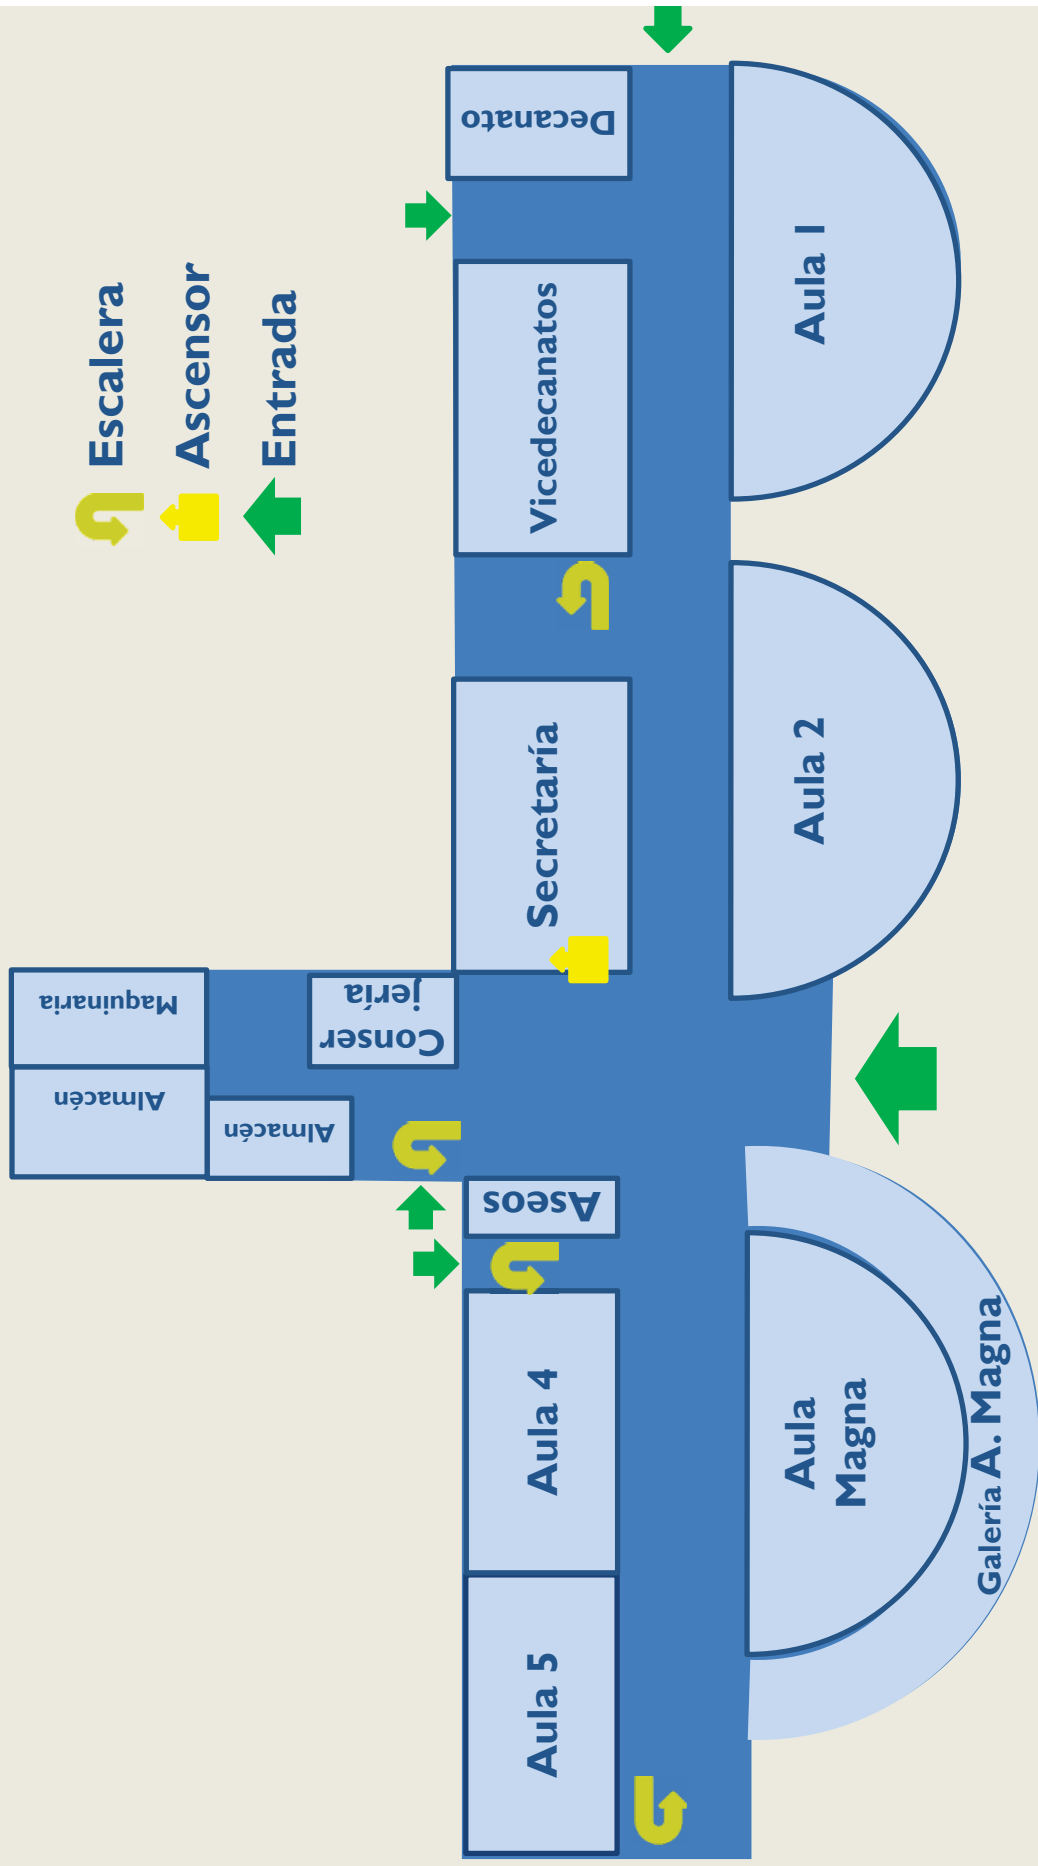 Escalera
Ascensor
Entrada
Maquinaria
Almacén
Almacén
Conser
jería
Aseos
Aula 5
Aula 4
Secretaría
Vicedecanatos
Decanato
Aula
Magna
Galería A. Magna
Aula 2
Aula 1